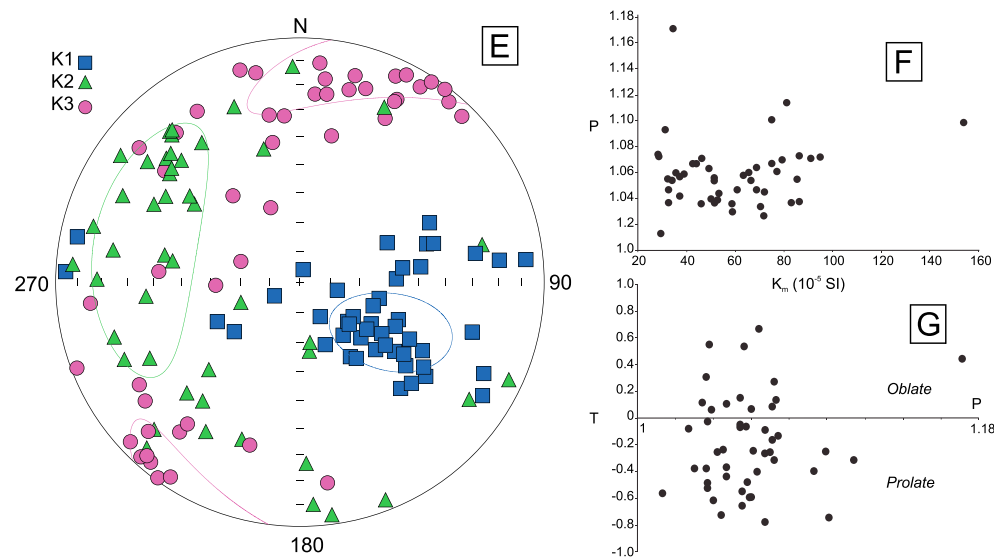 N
E
K1
K2
K3
270
90
180
F
P
1.18
1.16
1.14
1.12
1.10
1.08
1.06
1.04
1.02
1.0
20
40
60
80
100
120
140
160
Km (10-5 SI)
G
1.0
0.8
0.6
0.4
0.2
0
-0.2
-0.4
-0.6
-0.8
-1.0
T
1
P
1.18
Oblate
Prolate